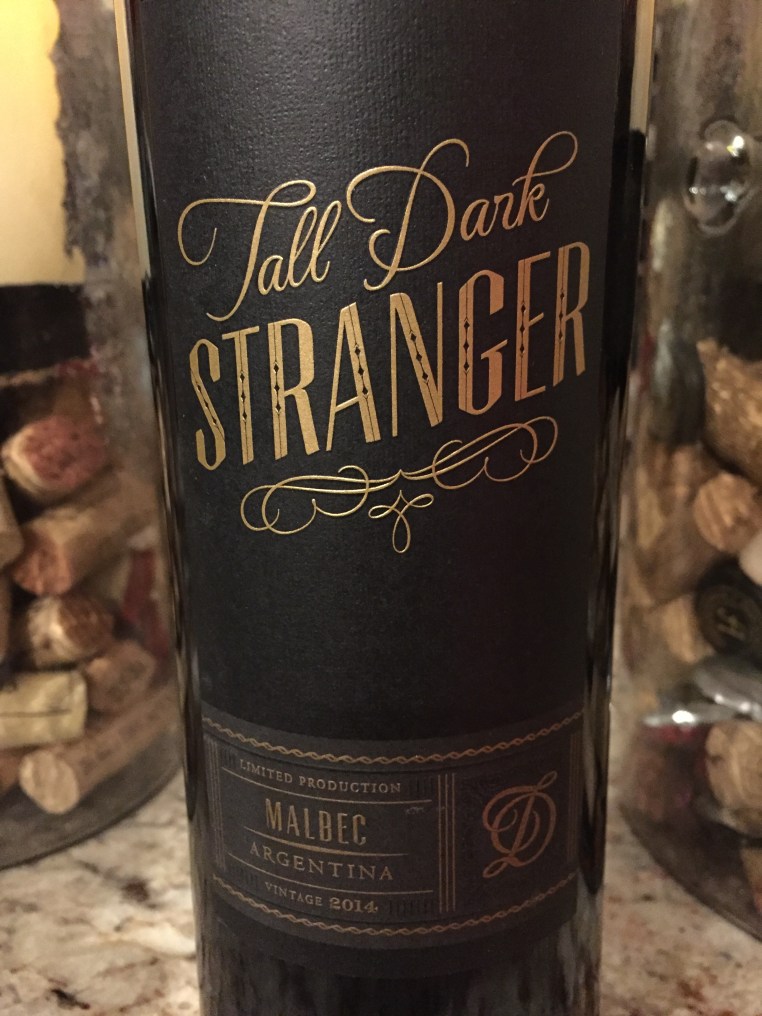 Tall Dark
STRANGER
LIMITED PRODUCTION
MALBEC
ARGENTINA
VINTAGE 2014
D